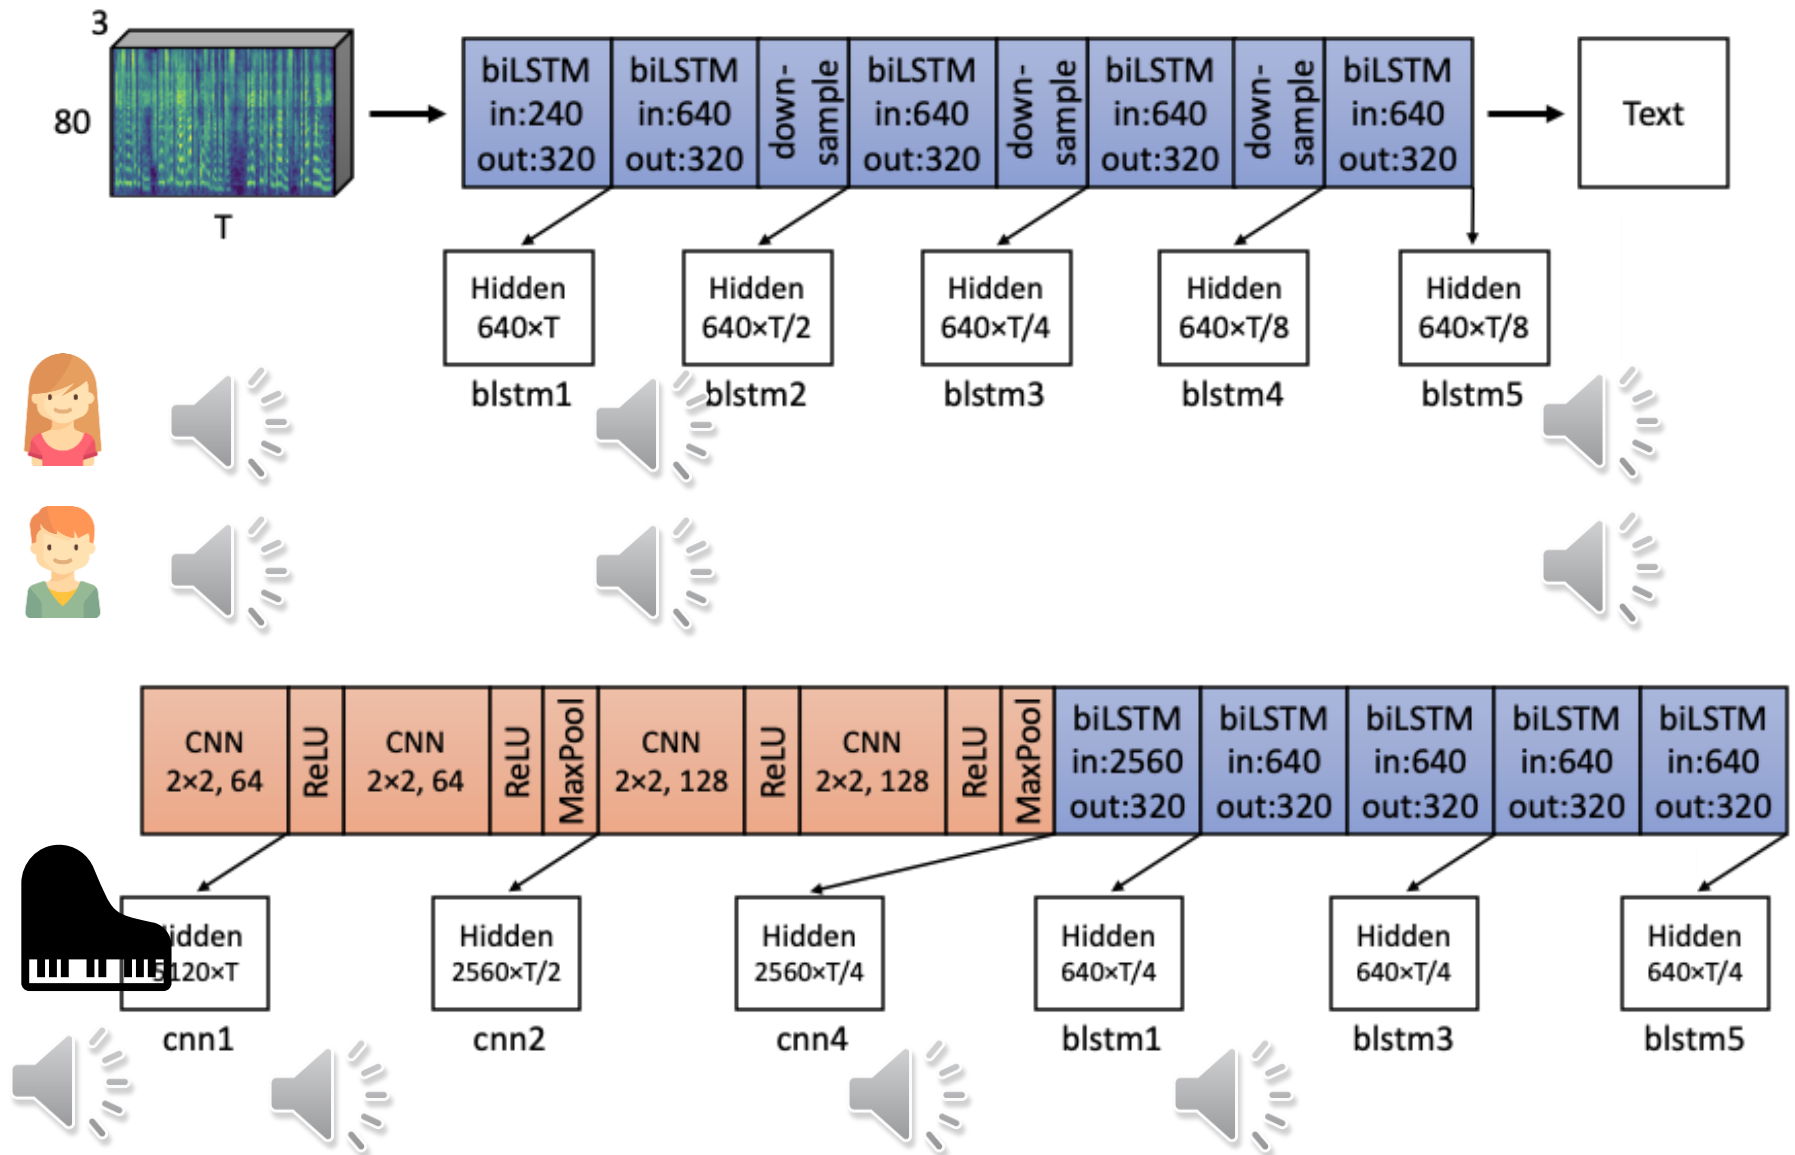 3
80
T
biLSTM
in:240
out:320
biLSTM
in:640
out:320
down-
sample
biLSTM
in:640
out:320
down-
sample
biLSTM
in:640
out:320
down-
sample
biLSTM
in:640
out:320
Text
Hidden
640×T
blstm1
Hidden
640×T/2
blstm2
Hidden
640×T/4
blstm3
Hidden
640×T/8
blstm4
Hidden
640×T/8
blstm5
CNN
2×2, 64
ReLU
CNN
2×2, 64
ReLU
MaxPool
CNN
2×2, 128
ReLU
CNN
2×2, 128
ReLU
MaxPool
biLSTM
in:2560
out:320
biLSTM
in:640
out:320
biLSTM
in:640
out:320
biLSTM
in:640
out:320
biLSTM
in:640
out:320
Hidden
5120×T
cnn1
Hidden
2560×T/2
cnn2
Hidden
2560×T/4
cnn4
Hidden
640×T/4
blstm1
Hidden
640×T/4
blstm3
Hidden
640×T/4
blstm5